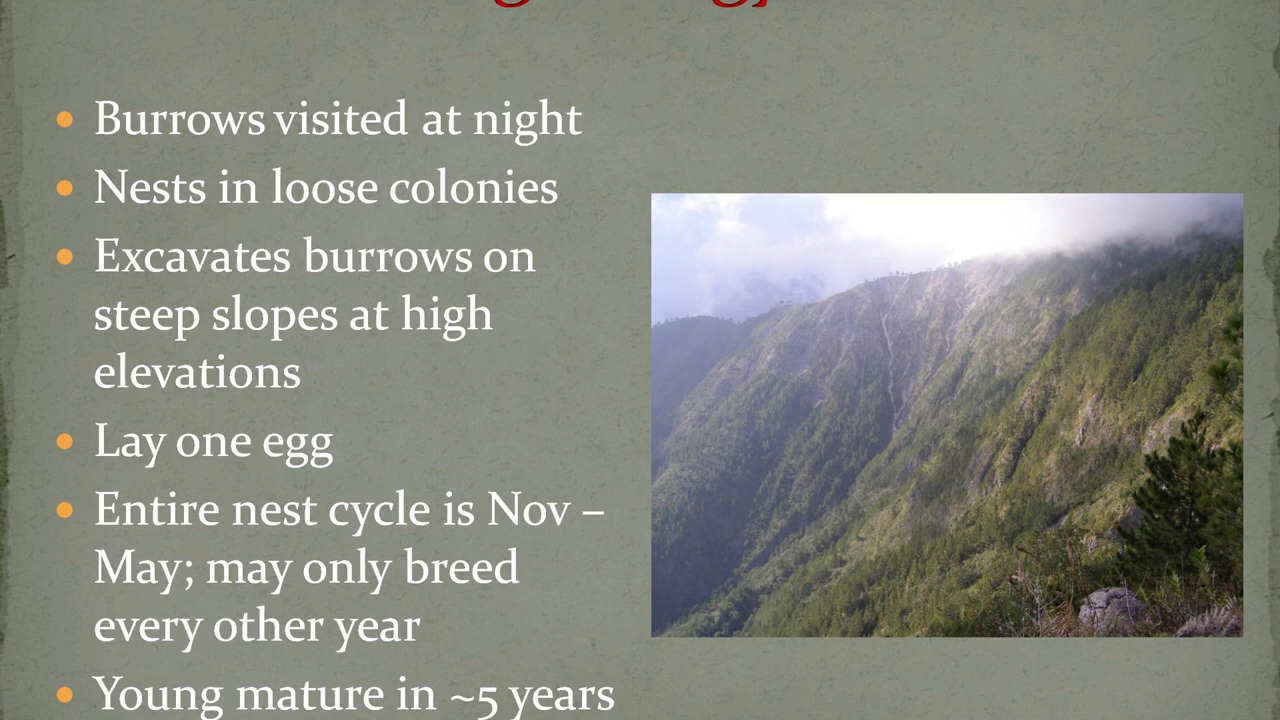 Burrows visited at night
Nests in loose colonies
Excavates burrows on
steep slopes at high
elevations
Lay one egg
Entire nest cycle is Nov –
May; may only breed
every other year
Young mature in ~5 years